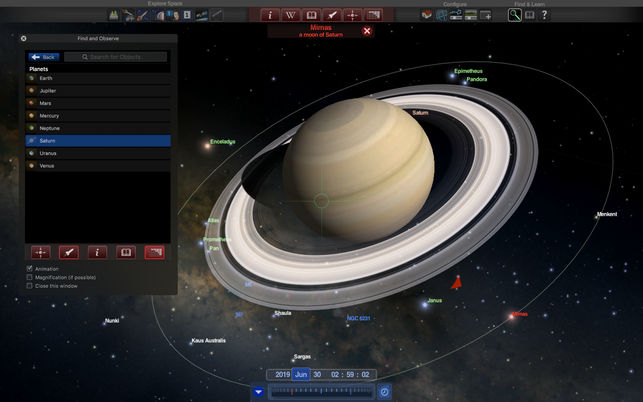 Explore Space
Configure
Find & Learn
i W i ?
Mimas
a moon of Saturn
Find and Observe
Back
Search for Objects
Planets
Earth
Jupiter
Mars
Mercury
Neptune
Saturn
Uranus
Venus
i
Animation
Magnification (if possible)
Close this window
Epimetheus
Pandora
Saturn
Enceladus
Atlas
Prometheus
Pan
Menkent
Janus
Mimas
Shaula
NGC 6231
Nunki
Kaus Australis
Sargas
2019 Jun 30 02 : 59 : 02